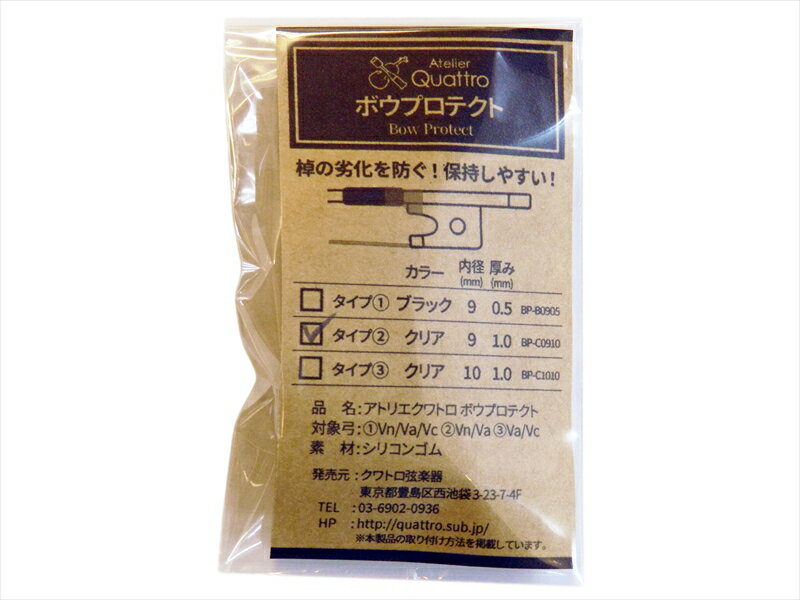 Atelier
Quattro
ボウプロテクト
Bow Protect
棹の劣化を防ぐ!保持しやすい!
カラー 内径(mm) 厚み(mm)
タイプ① ブラック 9 0.5 BP-B0905
タイプ② クリア 9 1.0 BP-C0910
タイプ③ クリア 10 1.0 BP-C1010
品 名:アトリエクワトロ ボウプロテクト
対象弓:①Vn/Va/Vc ②Vn/Va ③Va/Vc
素 材:シリコンゴム
発売元 :クワトロ弦楽器
東京都豊島区西池袋3-23-7-4F
TEL :03-6902-0936
HP :http://quattro.sub.jp/
※本製品の取り付け方法を掲載しています。